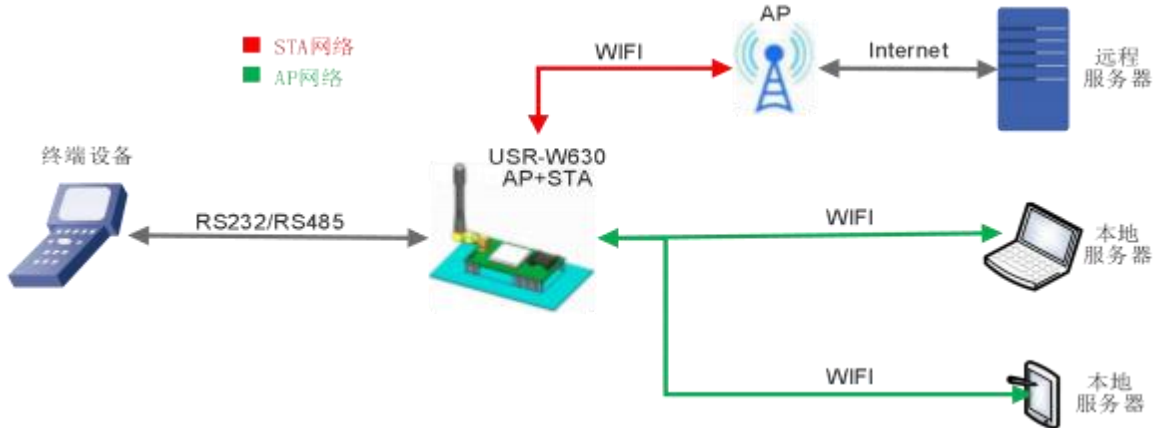 AP
STA网络
WIFI
Internet
AP网络
远程
服务器
终端设备
USR-W630
AP+STA
RS232/RS485
WIFI
本地
服务器
WIFI
本地
服务器